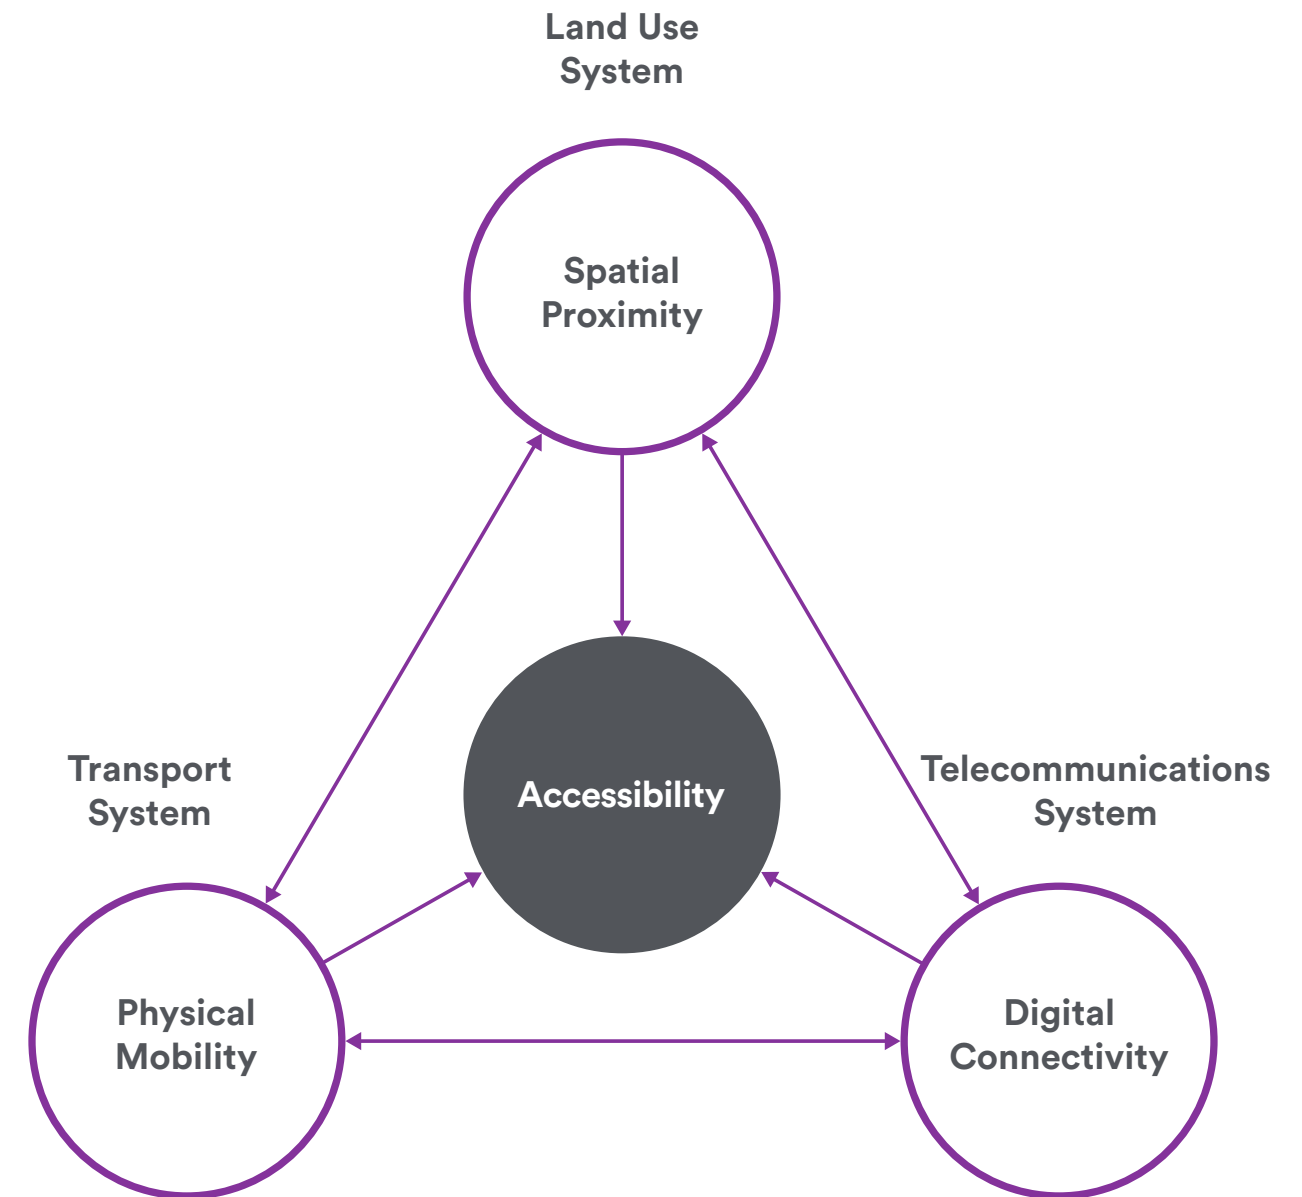 Land Use
System
Spatial
Proximity
Transport
System
Accessibility
Telecommunications
System
Physical
Mobility
Digital
Connectivity